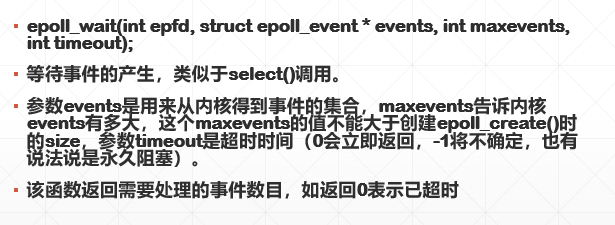 epoll_wait(int epfd, struct epoll_event * events, int maxevents,
int timeout);
等待事件的产生，类似于select()调用。
参数events是用来从内核得到事件的集合，maxevents告诉内核
events有多大，这个maxevents的值不能大于创建epoll_create()时
的size，参数timeout是超时时间（0会立即返回，-1将不确定，也有
说法说是永久阻塞）。
该函数返回需要处理的事件数目，如返回0表示已超时